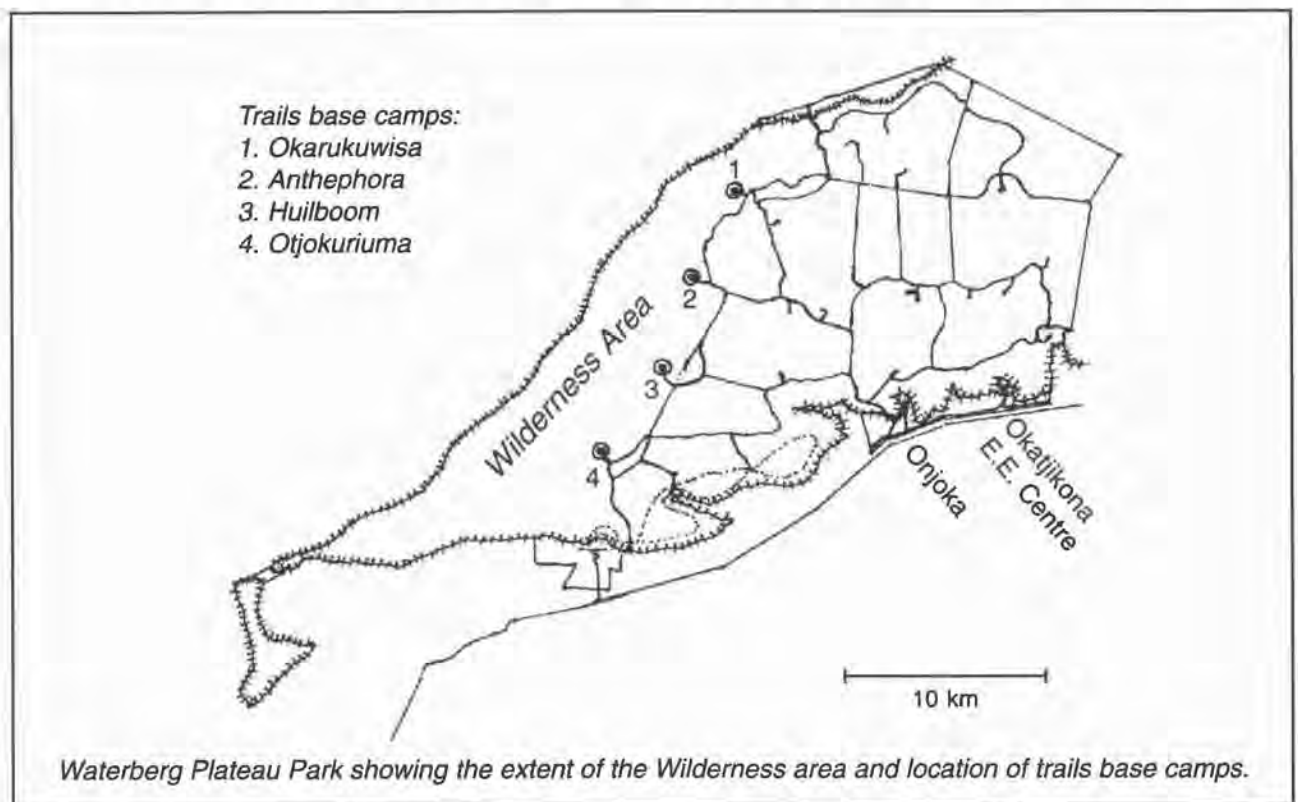 Trails base camps:
1. Okarukuwisa
2. Anthephora
3. Huilboom
4. Otjokuriuma
1
2
Wilderness Area
3
4
Onjoka
Okatjikona
E.E. Centre
10 km
Waterberg Plateau Park showing the extent of the Wilderness area and location of trails base camps.